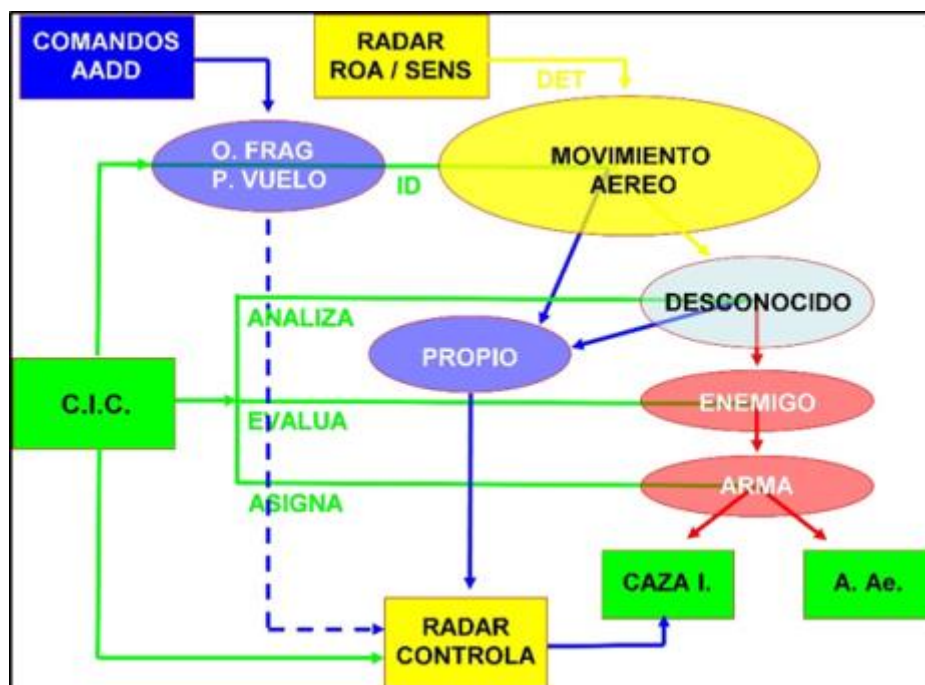 COMANDOS
AADD
RADAR
ROA / SENS
DET
O. FRAG
P. VUELO
ID
MOVIMIENTO
AEREO
DESCONOCIDO
ANALIZA
PROPIO
C.I.C.
ENEMIGO
EVALUA
ARMA
ASIGNA
CAZA I.
A. Ae.
RADAR
CONTROLA